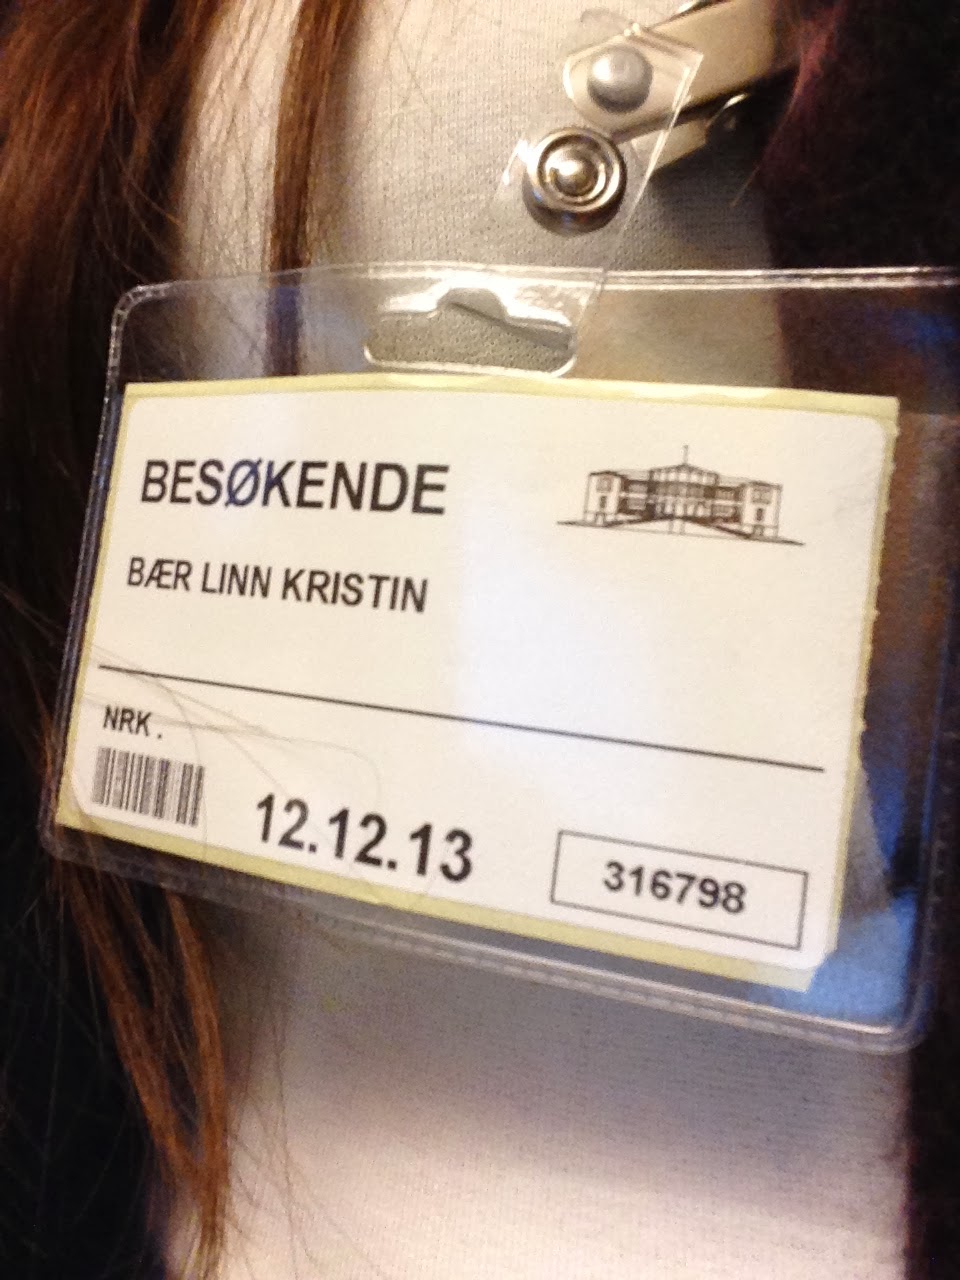 BESØKENDE
BÆR LINN KRISTIN
NRK .
12.12.13
316798